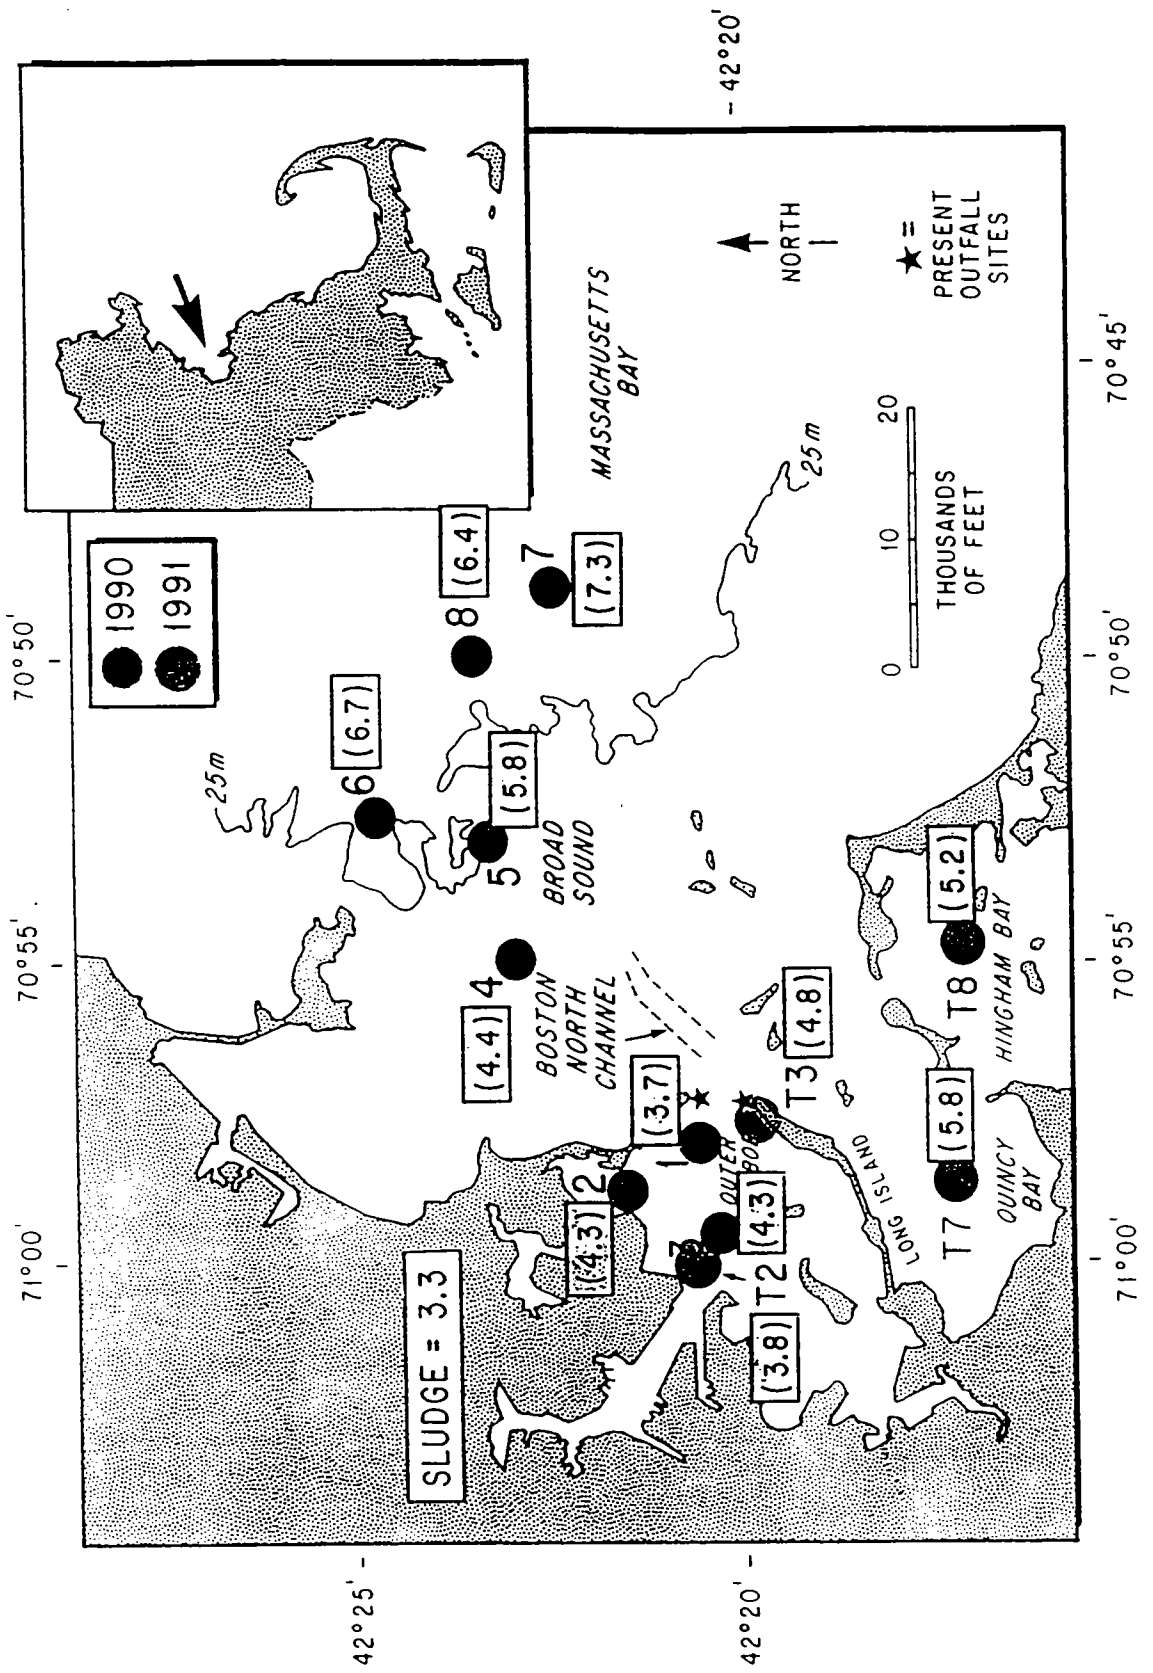 70°50'
70°55'
71°00'
1990
1991
25m
6
(6.7)
8
(6.4)
7
(7.3)
5
(5.8)
BROAD
SOUND
MASSACHUSETTS
BAY
4
(4.4)
BOSTON
NORTH
CHANNEL
25m
SLUDGE = 3.3
2
(4.3)
1
(3.7)
OUTER
3
(4.3)
T2
(3.8)
T3
(4.8)
LONG ISLAND
T7
(5.8)
QUINCY
BAY
T8
(5.2)
HINGHAM BAY
NORTH
★ =
PRESENT
OUTFALL
SITES
0 10 20
THOUSANDS
OF FEET
42°25'
42°20'
42°20'
71°00'
70°55'
70°50'
70°45'